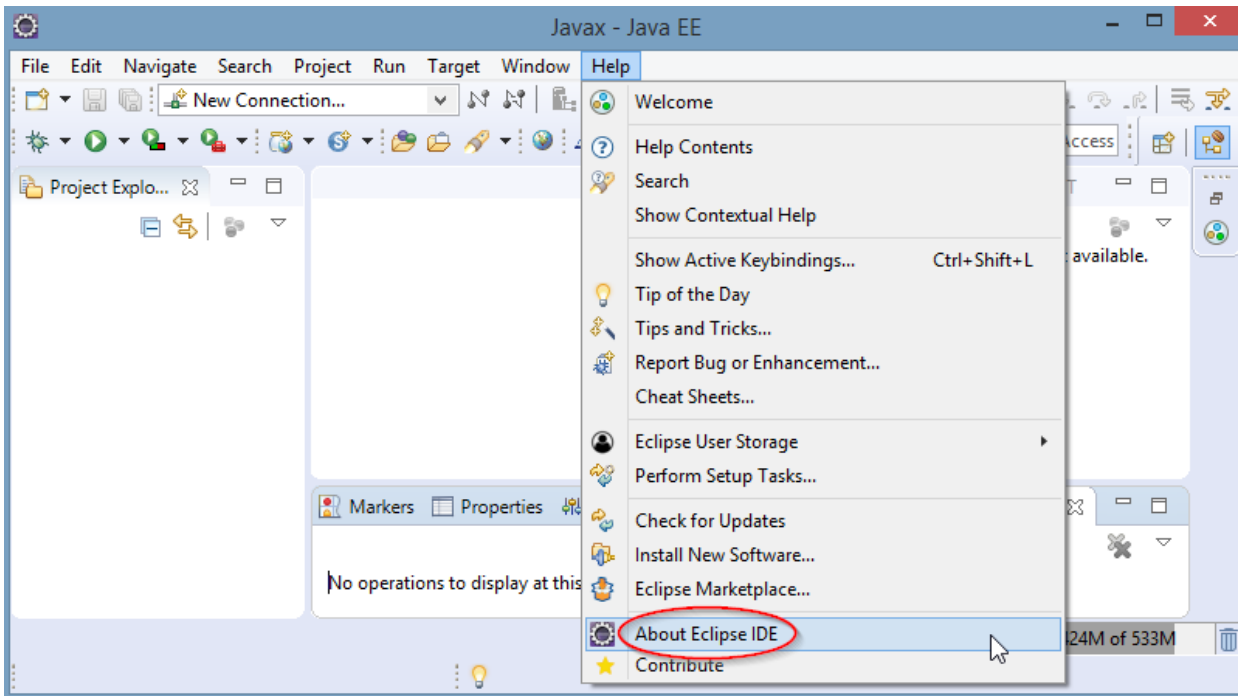 Javax - Java EE
File Edit Navigate Search Project Run Target Window Help
New Connection...
Access
Project Explo...
Welcome
Help Contents
Search
Show Contextual Help
Show Active Keybindings... Ctrl+Shift+L
available.
Tip of the Day
Tips and Tricks...
Report Bug or Enhancement...
Cheat Sheets...
Eclipse User Storage
Perform Setup Tasks...
Markers Properties
Check for Updates
Install New Software...
No operations to display at this
Eclipse Marketplace...
About Eclipse IDE
424M of 533M
Contribute